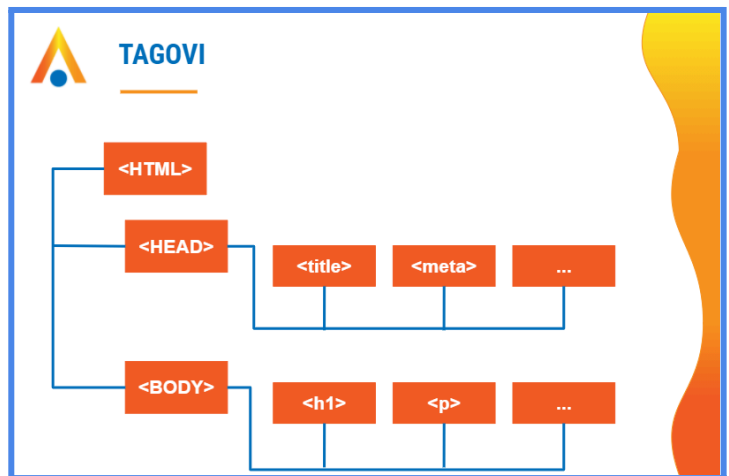 TAGOVI
<HTML>
<HEAD>
<title> <meta> ...
<BODY>
<h1> <p> ...